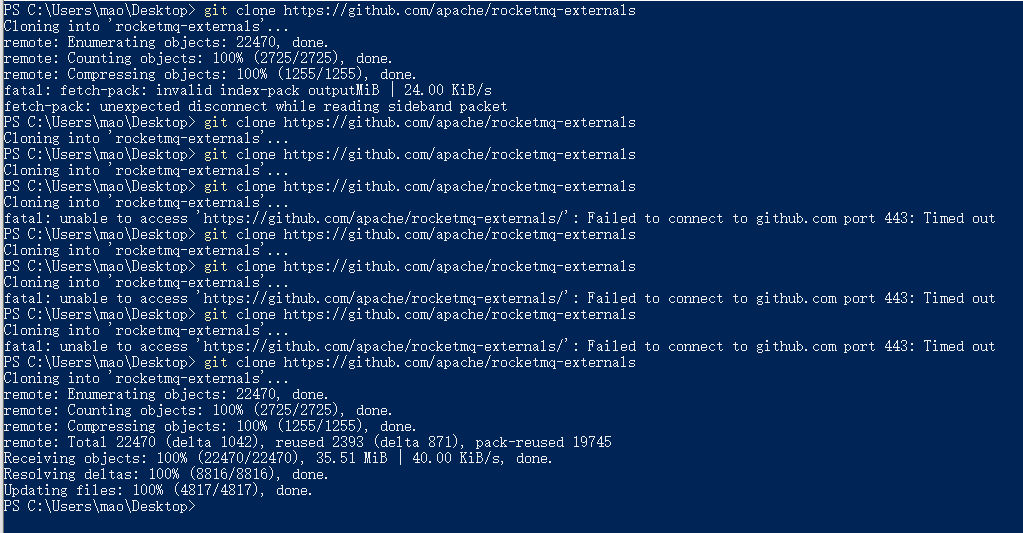 PS C:\Users\mao\Desktop> git clone https://github.com/apache/rocketmq-externals
Cloning into 'rocketmq-externals'...
remote: Enumerating objects: 22470, done.
remote: Counting objects: 100% (2725/2725), done.
remote: Compressing objects: 100% (1255/1255), done.
fatal: fetch-pack: invalid index-pack outputMiB | 24.00 KiB/s
fetch-pack: unexpected disconnect while reading sideband packet
PS C:\Users\mao\Desktop> git clone https://github.com/apache/rocketmq-externals
Cloning into 'rocketmq-externals'...
PS C:\Users\mao\Desktop> git clone https://github.com/apache/rocketmq-externals
Cloning into 'rocketmq-externals'...
PS C:\Users\mao\Desktop> git clone https://github.com/apache/rocketmq-externals
Cloning into 'rocketmq-externals'...
fatal: unable to access 'https://github.com/apache/rocketmq-externals/': Failed to connect to github.com port 443: Timed out
PS C:\Users\mao\Desktop> git clone https://github.com/apache/rocketmq-externals
Cloning into 'rocketmq-externals'...
PS C:\Users\mao\Desktop> git clone https://github.com/apache/rocketmq-externals
Cloning into 'rocketmq-externals'...
fatal: unable to access 'https://github.com/apache/rocketmq-externals/': Failed to connect to github.com port 443: Timed out
PS C:\Users\mao\Desktop> git clone https://github.com/apache/rocketmq-externals
Cloning into 'rocketmq-externals'...
fatal: unable to access 'https://github.com/apache/rocketmq-externals/': Failed to connect to github.com port 443: Timed out
PS C:\Users\mao\Desktop> git clone https://github.com/apache/rocketmq-externals
Cloning into 'rocketmq-externals'...
remote: Enumerating objects: 22470, done.
remote: Counting objects: 100% (2725/2725), done.
remote: Compressing objects: 100% (1255/1255), done.
remote: Total 22470 (delta 1042), reused 2393 (delta 871), pack-reused 19745
Receiving objects: 100% (22470/22470), 35.51 MiB | 40.00 KiB/s, done.
Resolving deltas: 100% (8816/8816), done.
Updating files: 100% (4817/4817), done.
PS C:\Users\mao\Desktop>